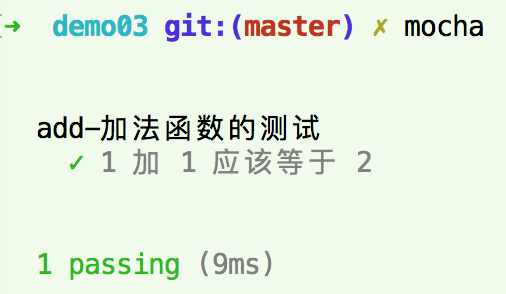 ➜ demo03 git:(master) ✗ mocha
add-加法函数的测试
✓ 1 加 1 应该等于 2
1 passing (9ms)